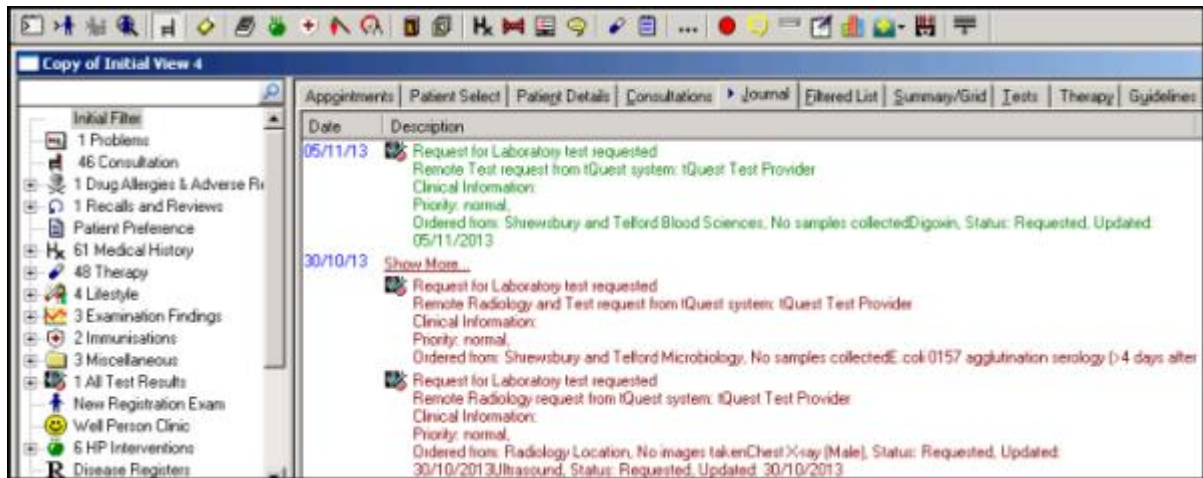 Copy of Initial View 4
Appointments Patient Select Patient Details Consultations Journal Filtered List Summary/Grid Tests Therapy Guidelines
Initial Filter
1 Problems
46 Consultation
1 Drug Allergies & Adverse Re
1 Recalls and Reviews
Patient Preference
Hx 61 Medical History
48 Therapy
4 Lifestyle
3 Examination Findings
2 Immunisations
3 Miscellaneous
1 All Test Results
New Registration Exam
Well Person Clinic
6 HP Interventions
R Disease Registers
Date Description
05/11/13 Request for Laboratory test requested
Remote Test request from tQuest system: tQuest Test Provider
Clinical Information:
Priority: normal,
Ordered from: Shrewsbury and Telford Blood Sciences, No samples collectedDigoxin, Status: Requested, Updated:
05/11/2013
30/10/13 Show More...
Request for Laboratory test requested
Remote Radiology and Test request from tQuest system: tQuest Test Provider
Clinical Information:
Priority: normal,
Ordered from: Shrewsbury and Telford Microbiology, No samples collectedE.coli 0157 agglutination serology (>4 days after
Request for Laboratory test requested
Remote Radiology request from tQuest system: tQuest Test Provider
Clinical Information:
Priority: normal,
Ordered from: Radiology Location, No images takenChest X-ray (Male), Status: Requested, Updated:
30/10/2013Ultrasound, Status: Requested, Updated: 30/10/2013